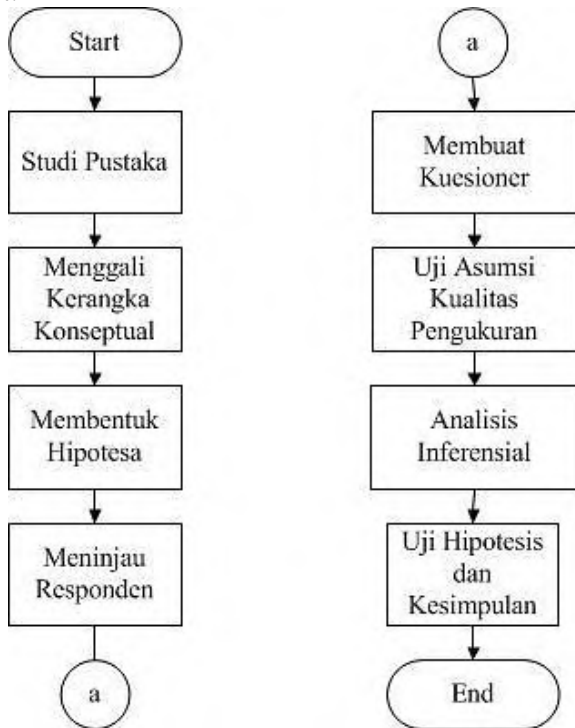 Start
Studi Pustaka
Menggali
Kerangka
Konseptual
Membentuk
Hipotesa
Meninjau
Responden
a
a
Membuat
Kuesioner
Uji Asumsi
Kualitas
Pengukuran
Analisis
Inferensial
Uji Hipotesis
dan
Kesimpulan
End